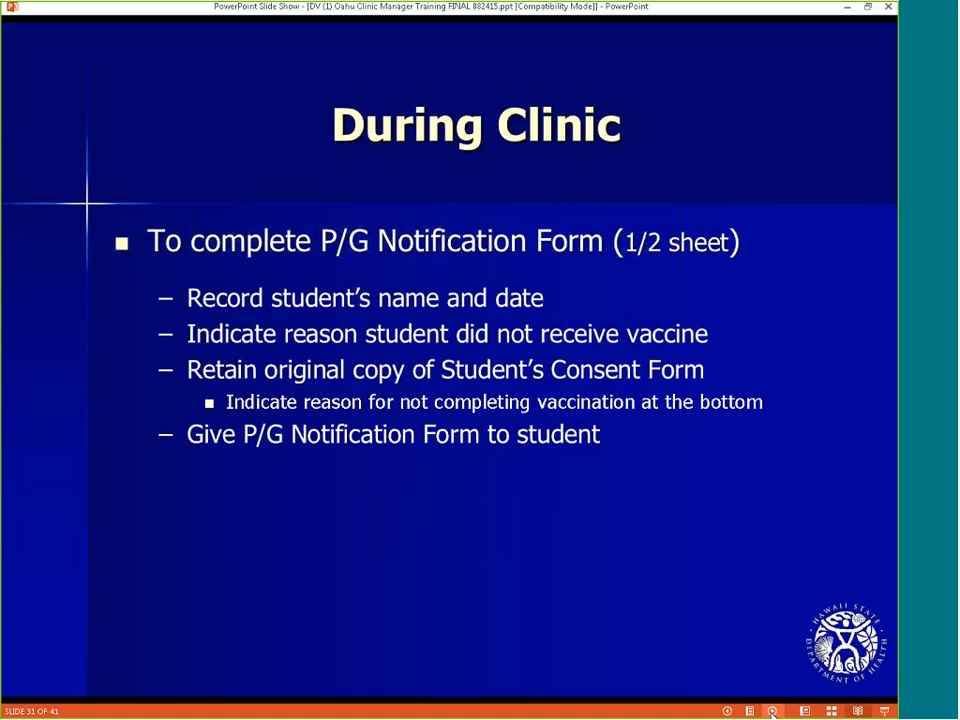 PowerPoint Slide Show - [DV (1) Oahu Clinic Manager Training FINAL 082415.ppt [Compatibility Mode]] - PowerPoint
During Clinic
■ To complete P/G Notification Form (1/2 sheet)
– Record student's name and date
– Indicate reason student did not receive vaccine
– Retain original copy of Student's Consent Form
■ Indicate reason for not completing vaccination at the bottom
– Give P/G Notification Form to student
HAWAII STATE
DEPARTMENT OF HEALTH
SLIDE 31 OF 41